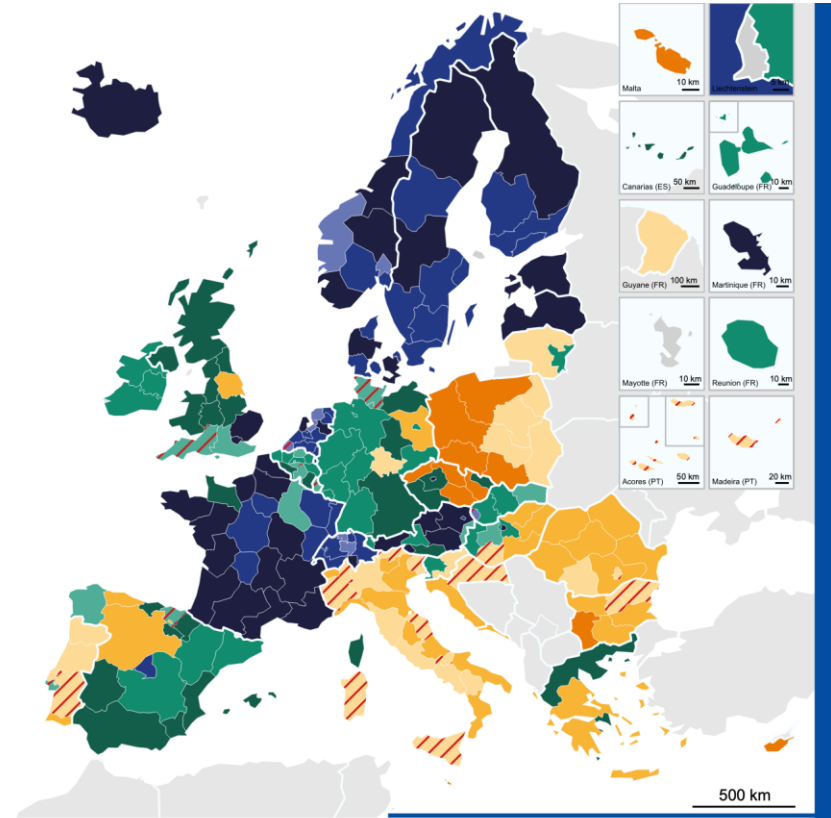 Malta
10 km
Liechtenstein
5 km
Canarias (ES)
50 km
Guadeloupe (FR)
10 km
Guyane (FR)
100 km
Martinique (FR)
10 km
Mayotte (FR)
10 km
Reunion (FR)
10 km
Acores (PT)
50 km
Madeira (PT)
20 km
500 km